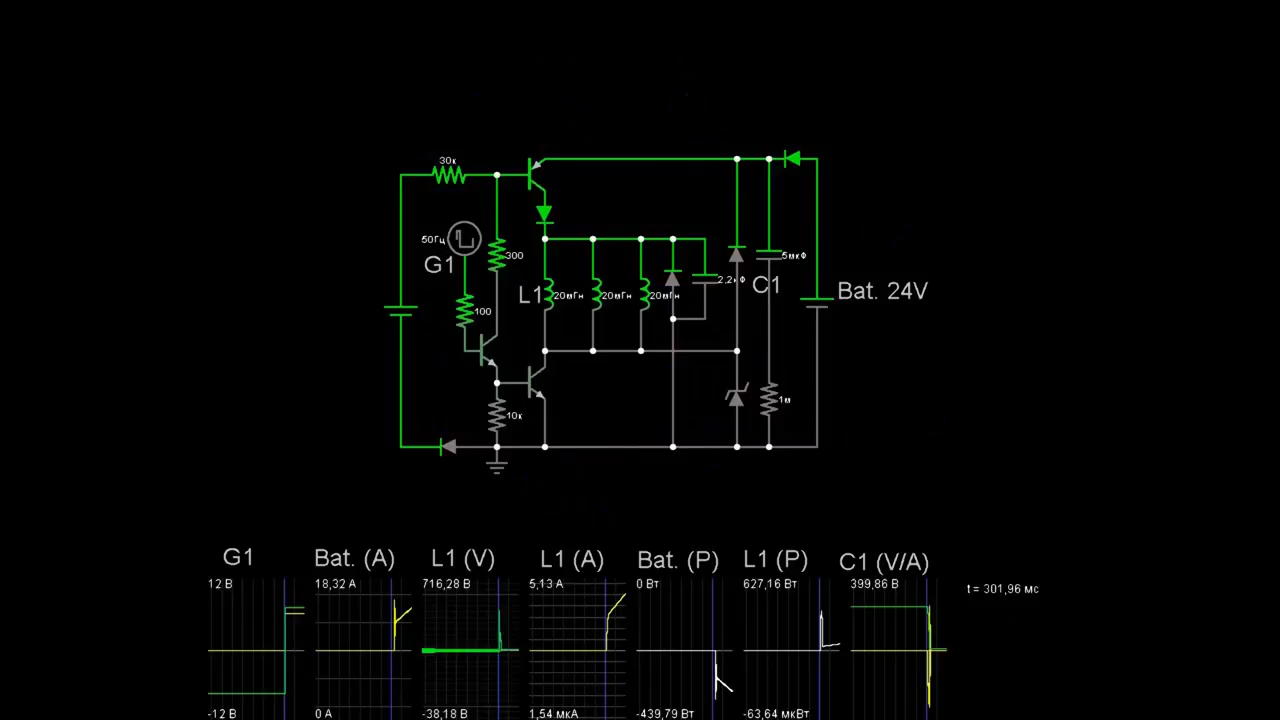 30к
50Гц
G1
300
100
L1
20мГн
20мГн
20мГн
2,2кФ
C1
5мкФ
Bat. 24V
10к
1м
G1
Bat. (A)
L1 (V)
L1 (A)
Bat. (P)
L1 (P)
C1 (V/A)
12 В
18,32 А
716,28 В
5,13 А
0 Вт
627,16 Вт
399,86 В
t = 301,96 мс
-12 В
0 А
-38,18 В
1,54 мкА
-439,79 Вт
-63,64 мкВт